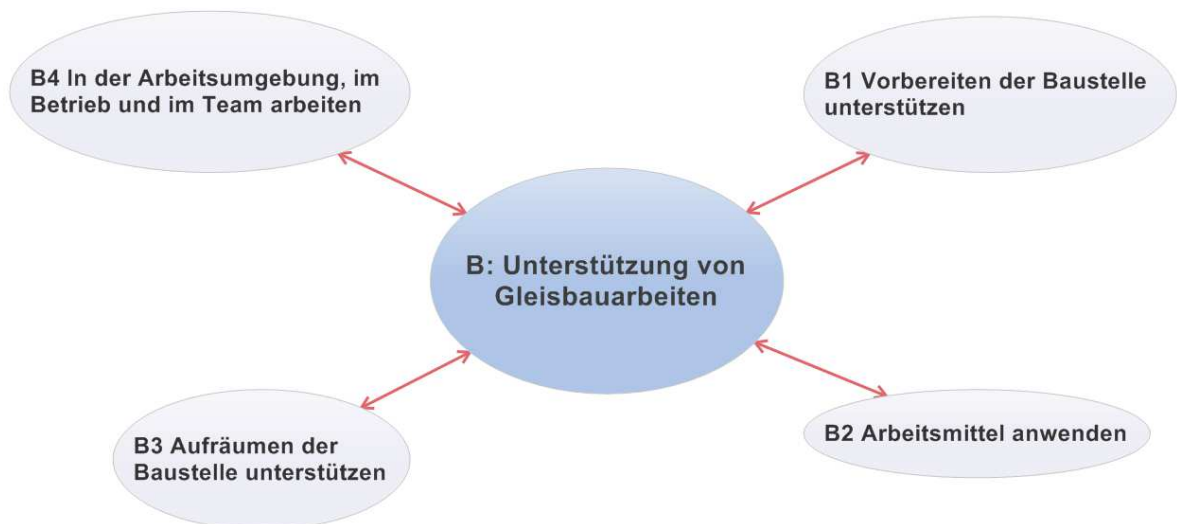 B4 In der Arbeitsumgebung, im
Betrieb und im Team arbeiten
B1 Vorbereiten der Baustelle
unterstützen
B: Unterstützung von
Gleisbauarbeiten
B3 Aufräumen der
Baustelle unterstützen
B2 Arbeitsmittel anwenden